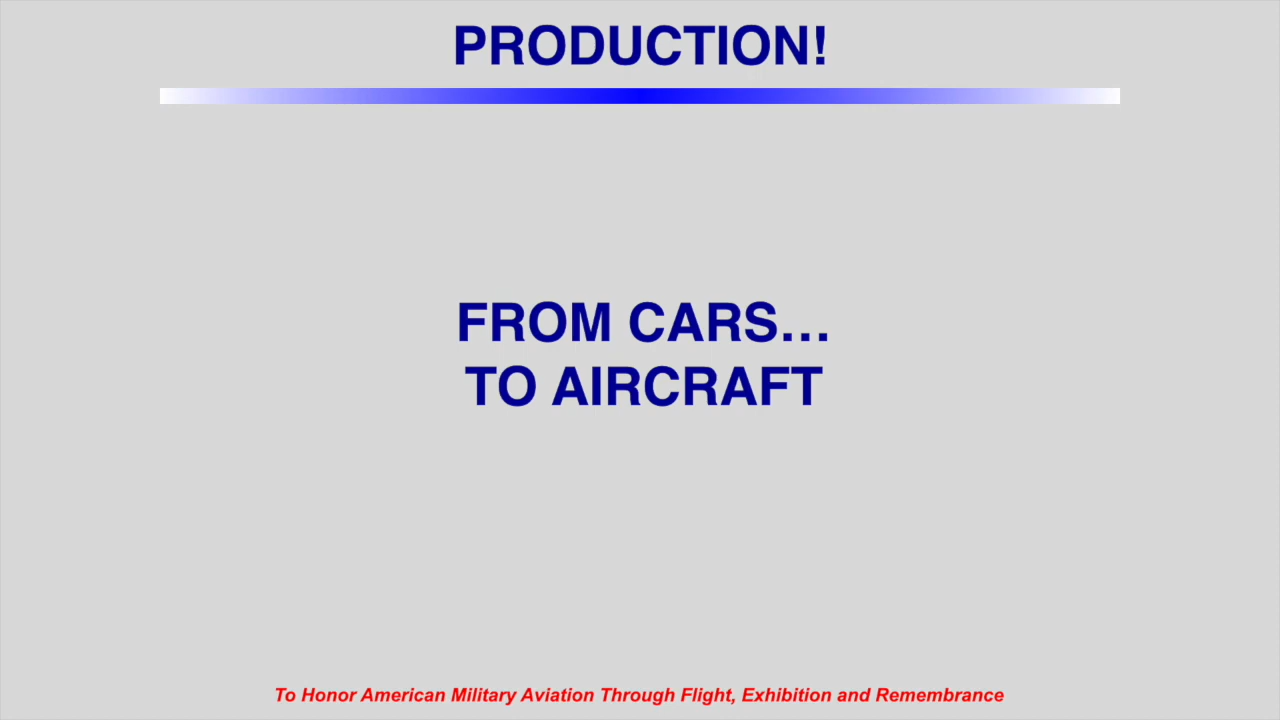 PRODUCTION!
FROM CARS…
TO AIRCRAFT
To Honor American Military Aviation Through Flight, Exhibition and Remembrance